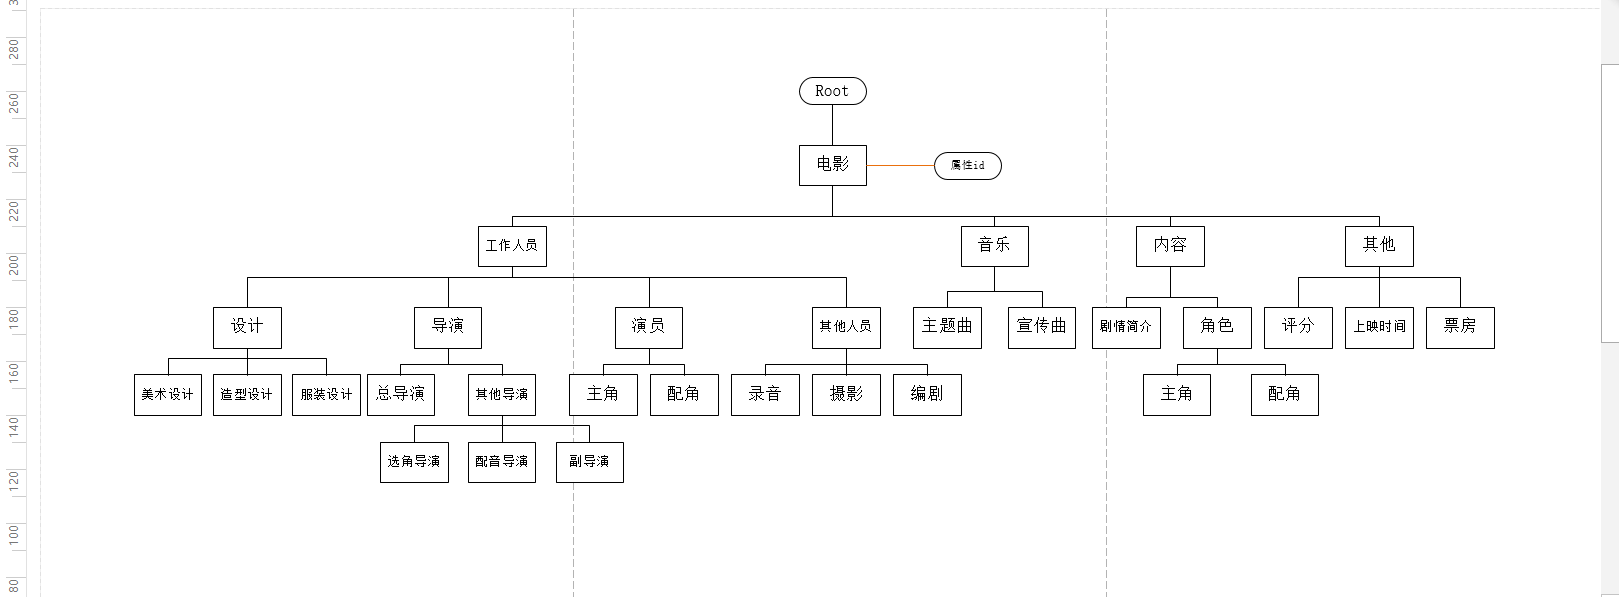 Root
电影
属性id
工作人员
音乐
内容
其他
设计
导演
演员
其他人员
主题曲
宣传曲
剧情简介
角色
评分
上映时间
票房
美术设计
造型设计
服装设计
总导演
其他导演
主角
配角
录音
摄影
编剧
主角
配角
选角导演
配音导演
副导演
280
260
240
220
200
180
160
140
120
100
80